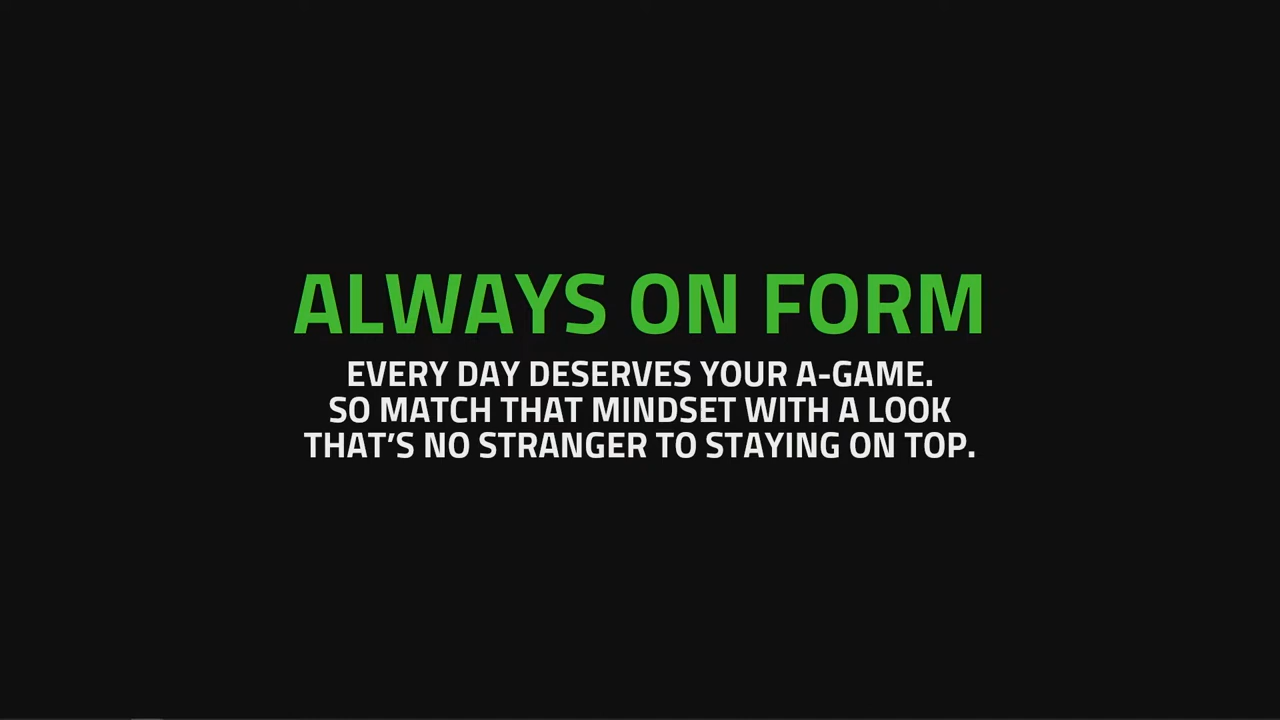 ALWAYS ON FORM
EVERY DAY DESERVES YOUR A-GAME.
SO MATCH THAT MINDSET WITH A LOOK
THAT’S NO STRANGER TO STAYING ON TOP.